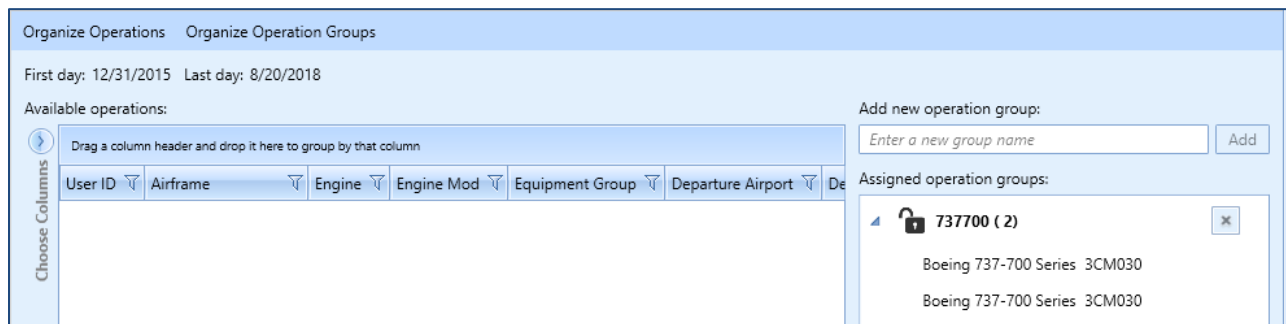 Organize Operations Organize Operation Groups
First day: 12/31/2015 Last day: 8/20/2018
Available operations:
Choose Columns
Drag a column header and drop it here to group by that column
User ID Airframe Engine Engine Mod Equipment Group Departure Airport De
Add new operation group:
Enter a new group name Add
Assigned operation groups:
737700 ( 2)
Boeing 737-700 Series 3CM030
Boeing 737-700 Series 3CM030